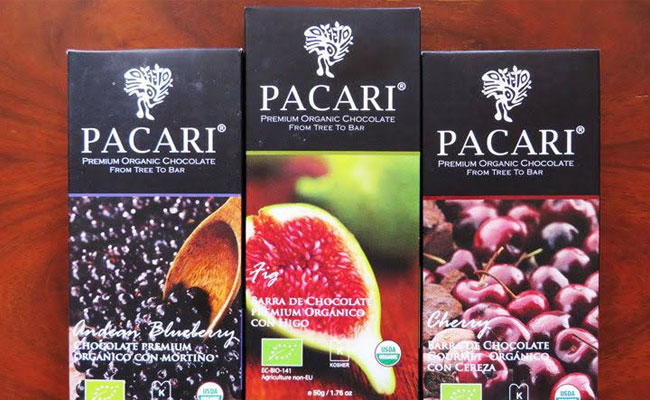 PACARI®
PREMIUM ORGANIC CHOCOLATE
FROM TREE TO BAR
Andean Blueberry
CHOCOLATE PREMIUM
ORGÁNICO CON MORTIÑO
K
USDA
PACARI®
PREMIUM ORGANIC CHOCOLATE
FROM TREE TO BAR
Fig
BARRA DE CHOCOLATE
PREMIUM ORGÁNICO
CON HIGO
K
KOSHER
USDA
ORGANIC
EC-BIO-141
Agriculture non-EU
e 50g / 1.76 oz
PACARI®
PREMIUM ORGANIC CHOCOLATE
FROM TREE TO BAR
Cherry
BARRA DE CHOCOLATE
GOURMET ORGÁNICO
CON CEREZA
K
USDA